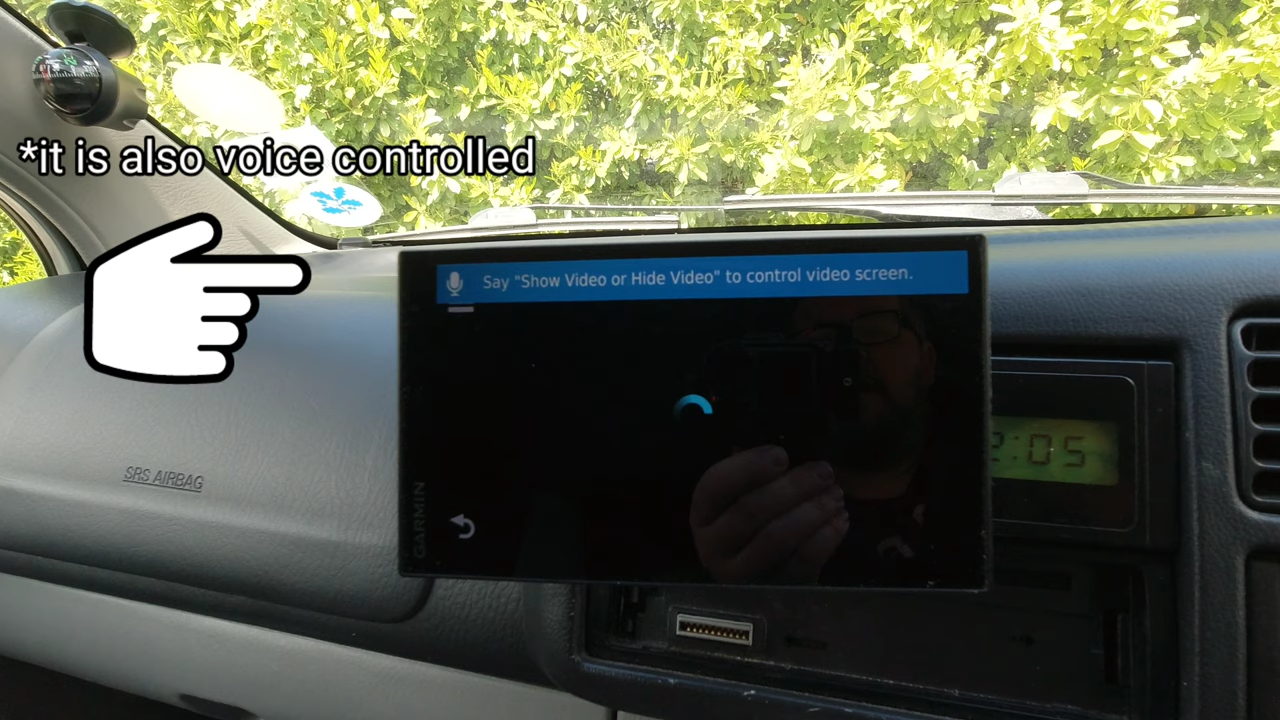 *it is also voice controlled
Say "Show Video or Hide Video" to control video screen.
SRS AIRBAG
GARMIN
2:05